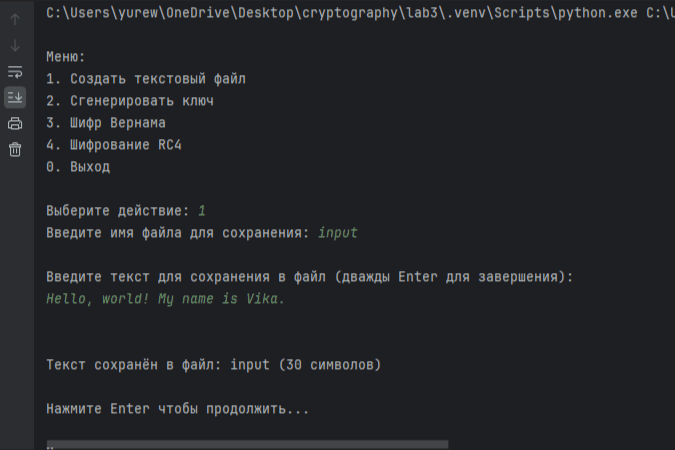 C:\Users\yurew\OneDrive\Desktop\cryptography\lab3\.venv\Scripts\python.exe C:\U
Меню:
1. Создать текстовый файл
2. Сгенерировать ключ
3. Шифр Вернама
4. Шифрование RC4
0. Выход
Выберите действие: 1
Введите имя файла для сохранения: input
Введите текст для сохранения в файл (дважды Enter для завершения):
Hello, world! My name is Vika.
Текст сохранён в файл: input (30 символов)
Нажмите Enter чтобы продолжить...